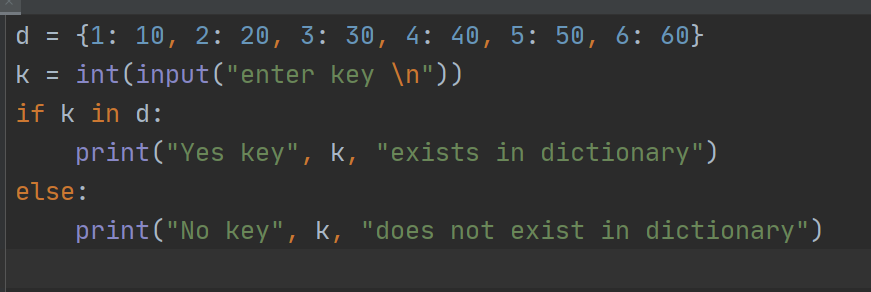 d = {1: 10, 2: 20, 3: 30, 4: 40, 5: 50, 6: 60}
k = int(input("enter key \n"))
if k in d:
    print("Yes key", k, "exists in dictionary")
else:
    print("No key", k, "does not exist in dictionary")